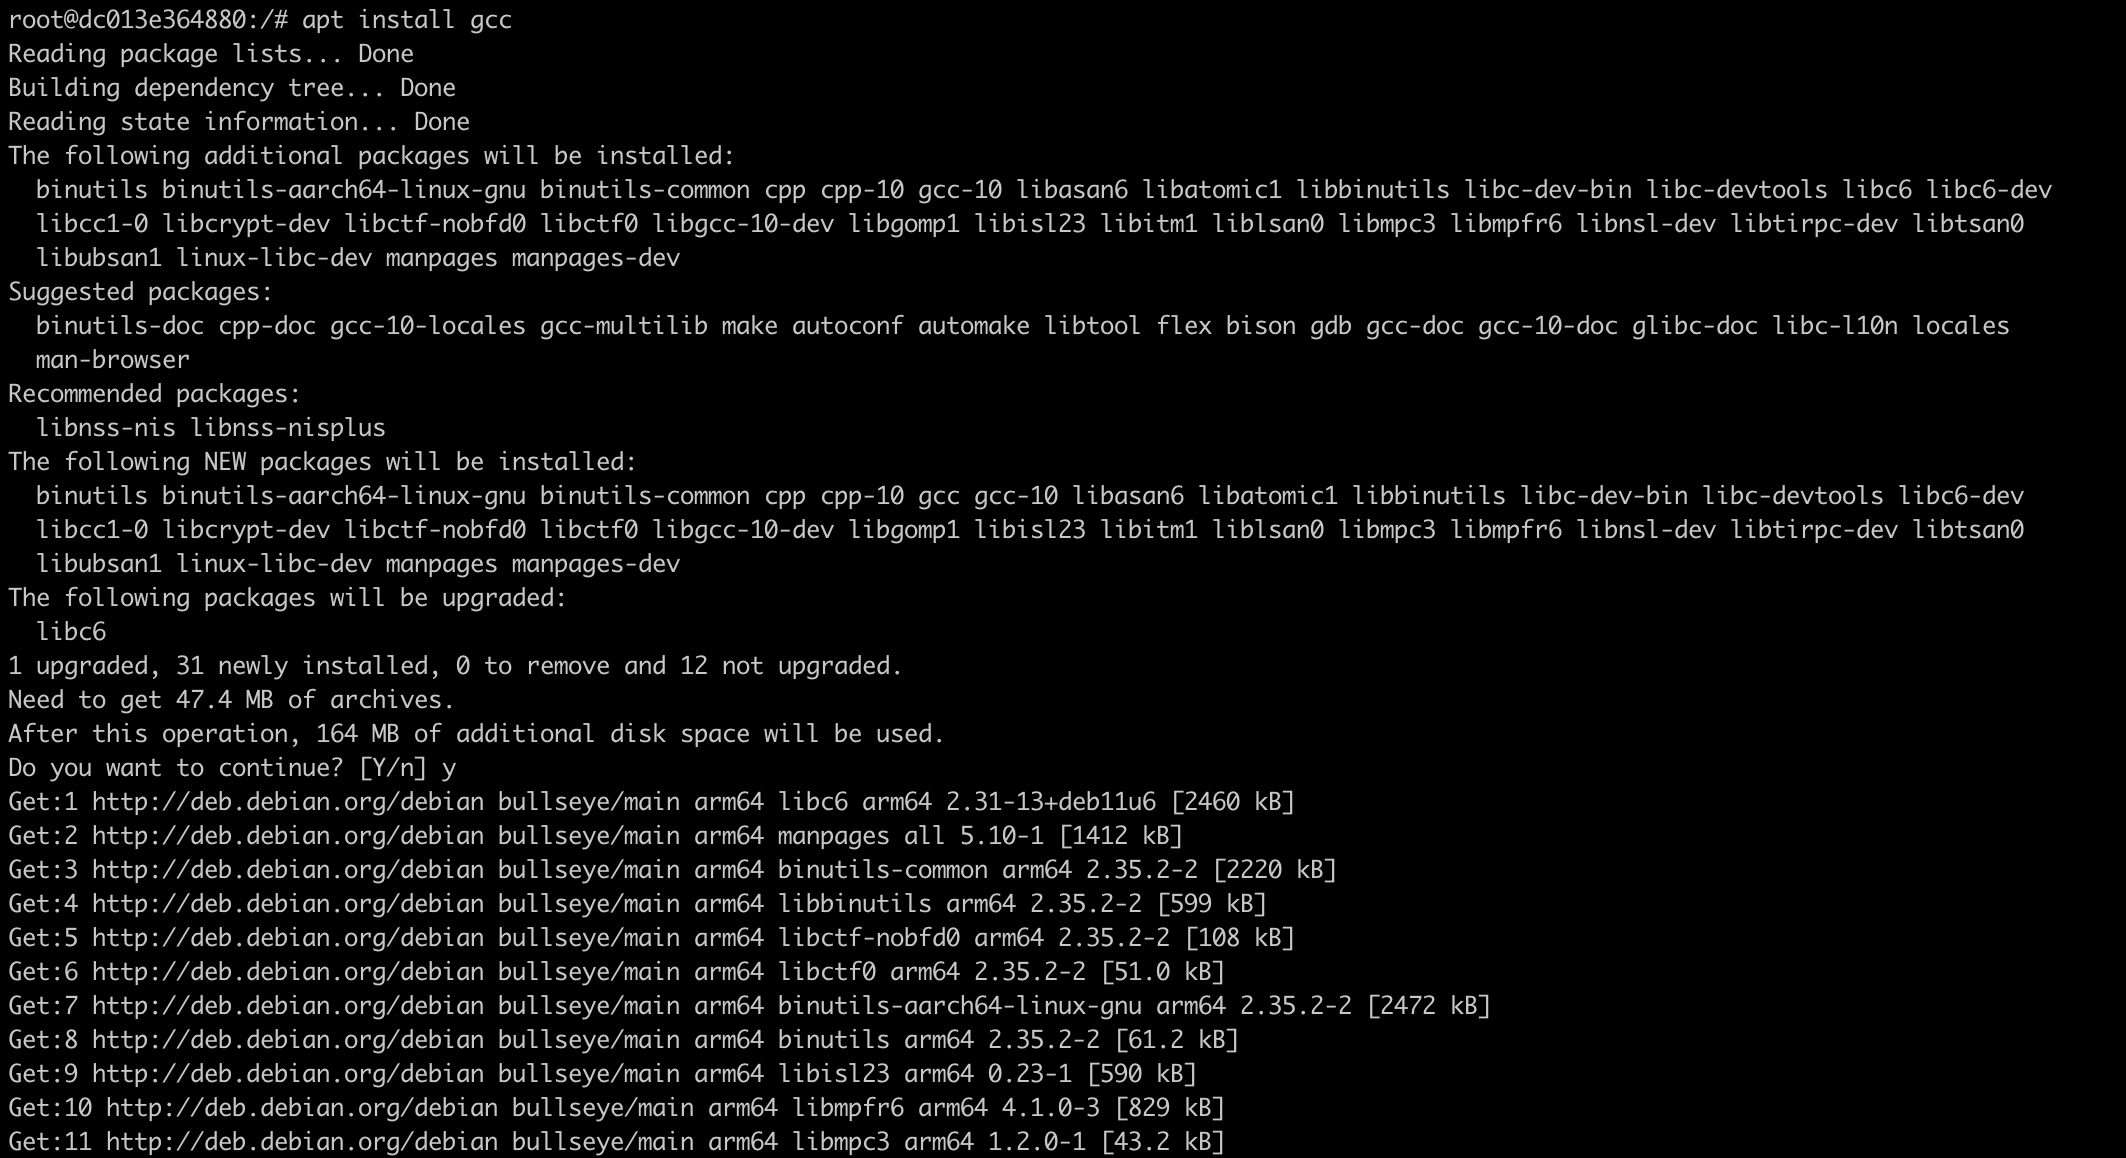 root@dc013e364880:/# apt install gcc
Reading package lists... Done
Building dependency tree... Done
Reading state information... Done
The following additional packages will be installed:
  binutils binutils-aarch64-linux-gnu binutils-common cpp cpp-10 gcc-10 libasan6 libatomic1 libbinutils libc-dev-bin libc-devtools libc6 libc6-dev
  libcc1-0 libcrypt-dev libctf-nobfd0 libctf0 libgcc-10-dev libgomp1 libisl23 libitm1 liblsan0 libmpc3 libmpfr6 libnsl-dev libtirpc-dev libtsan0
  libubsan1 linux-libc-dev manpages manpages-dev
Suggested packages:
  binutils-doc cpp-doc gcc-10-locales gcc-multilib make autoconf automake libtool flex bison gdb gcc-doc gcc-10-doc glibc-doc libc-l10n locales
  man-browser
Recommended packages:
  libnss-nis libnss-nisplus
The following NEW packages will be installed:
  binutils binutils-aarch64-linux-gnu binutils-common cpp cpp-10 gcc gcc-10 libasan6 libatomic1 libbinutils libc-dev-bin libc-devtools libc6-dev
  libcc1-0 libcrypt-dev libctf-nobfd0 libctf0 libgcc-10-dev libgomp1 libisl23 libitm1 liblsan0 libmpc3 libmpfr6 libnsl-dev libtirpc-dev libtsan0
  libubsan1 linux-libc-dev manpages manpages-dev
The following packages will be upgraded:
  libc6
1 upgraded, 31 newly installed, 0 to remove and 12 not upgraded.
Need to get 47.4 MB of archives.
After this operation, 164 MB of additional disk space will be used.
Do you want to continue? [Y/n] y
Get:1 http://deb.debian.org/debian bullseye/main arm64 libc6 arm64 2.31-13+deb11u6 [2460 kB]
Get:2 http://deb.debian.org/debian bullseye/main arm64 manpages all 5.10-1 [1412 kB]
Get:3 http://deb.debian.org/debian bullseye/main arm64 binutils-common arm64 2.35.2-2 [2220 kB]
Get:4 http://deb.debian.org/debian bullseye/main arm64 libbinutils arm64 2.35.2-2 [599 kB]
Get:5 http://deb.debian.org/debian bullseye/main arm64 libctf-nobfd0 arm64 2.35.2-2 [108 kB]
Get:6 http://deb.debian.org/debian bullseye/main arm64 libctf0 arm64 2.35.2-2 [51.0 kB]
Get:7 http://deb.debian.org/debian bullseye/main arm64 binutils-aarch64-linux-gnu arm64 2.35.2-2 [2472 kB]
Get:8 http://deb.debian.org/debian bullseye/main arm64 binutils arm64 2.35.2-2 [61.2 kB]
Get:9 http://deb.debian.org/debian bullseye/main arm64 libisl23 arm64 0.23-1 [590 kB]
Get:10 http://deb.debian.org/debian bullseye/main arm64 libmpfr6 arm64 4.1.0-3 [829 kB]
Get:11 http://deb.debian.org/debian bullseye/main arm64 libmpc3 arm64 1.2.0-1 [43.2 kB]